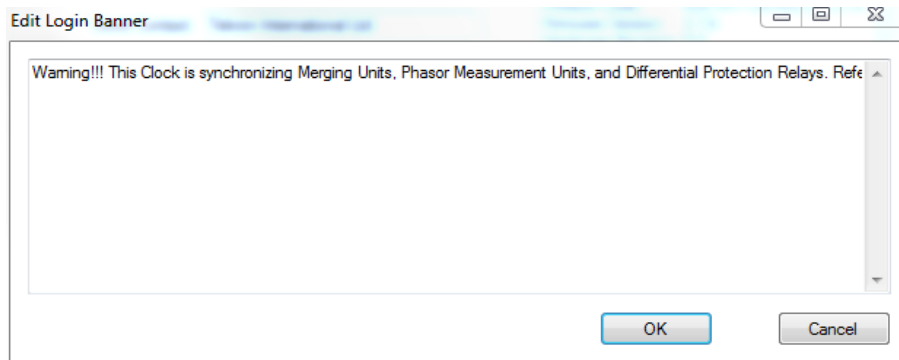 Edit Login Banner
Warning!!! This Clock is synchronizing Merging Units, Phasor Measurement Units, and Differential Protection Relays. Refe
OK
Cancel